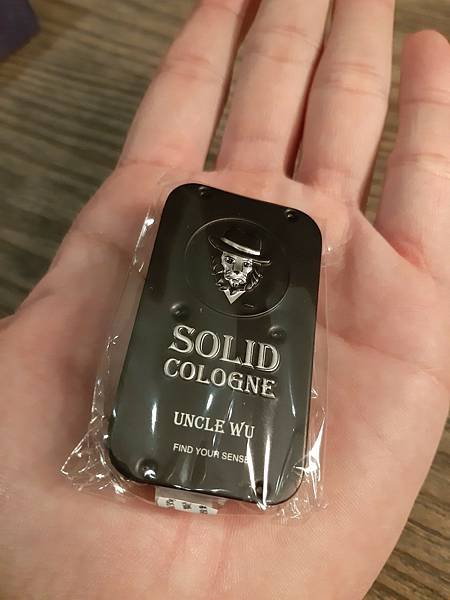 SOLID
COLOGNE
UNCLE WU
FIND YOUR SENSE